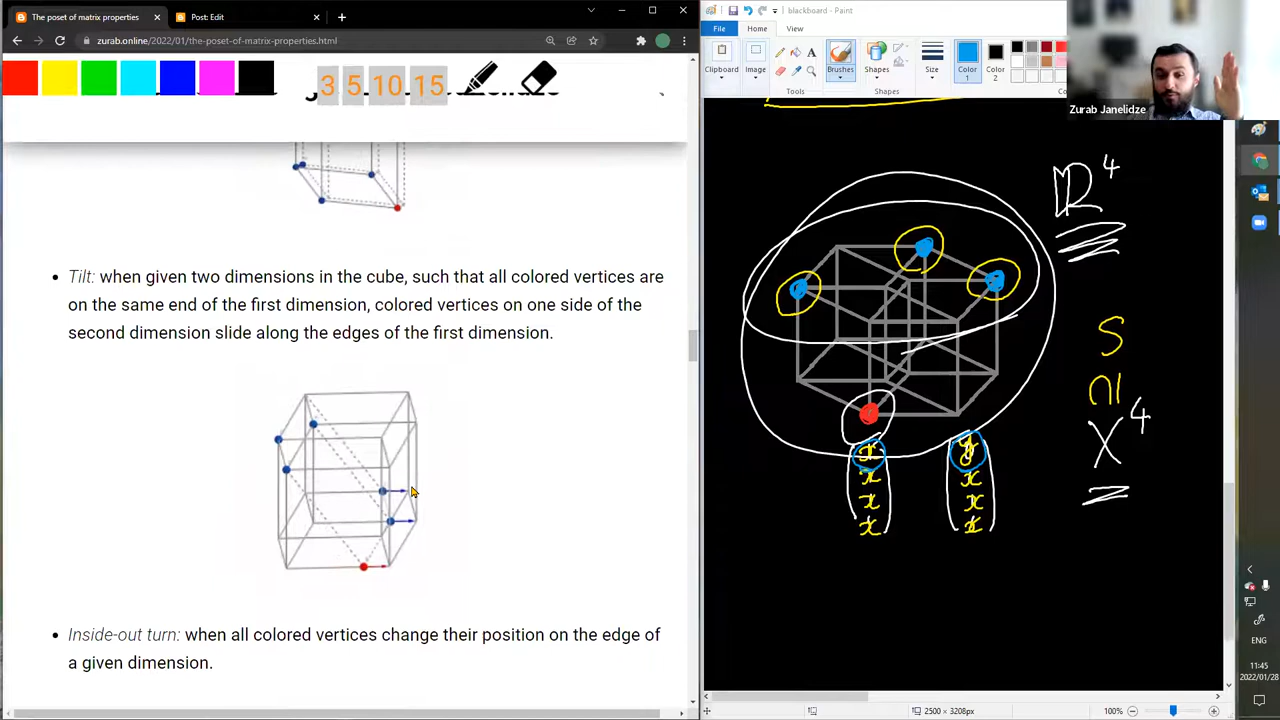 The poset of matrix properties
Post: Edit
zurab.online/2022/01/the-poset-of-matrix-properties.html
3 5 10 15
Tilt: when given two dimensions in the cube, such that all colored vertices are
on the same end of the first dimension, colored vertices on one side of the
second dimension slide along the edges of the first dimension.
Inside-out turn: when all colored vertices change their position on the edge of
a given dimension.
blackboard - Paint
File
Home
View
Clipboard
Image
Tools
Brushes
Shapes
Shapes
Size
Color
1
Color
2
Colors
Zurab Janelidze
ℝ⁴
S
∩|
X⁴
x
x
x
x
y
x
x
x
ENG
11:45
2022/01/28
2500 × 3208px
100%